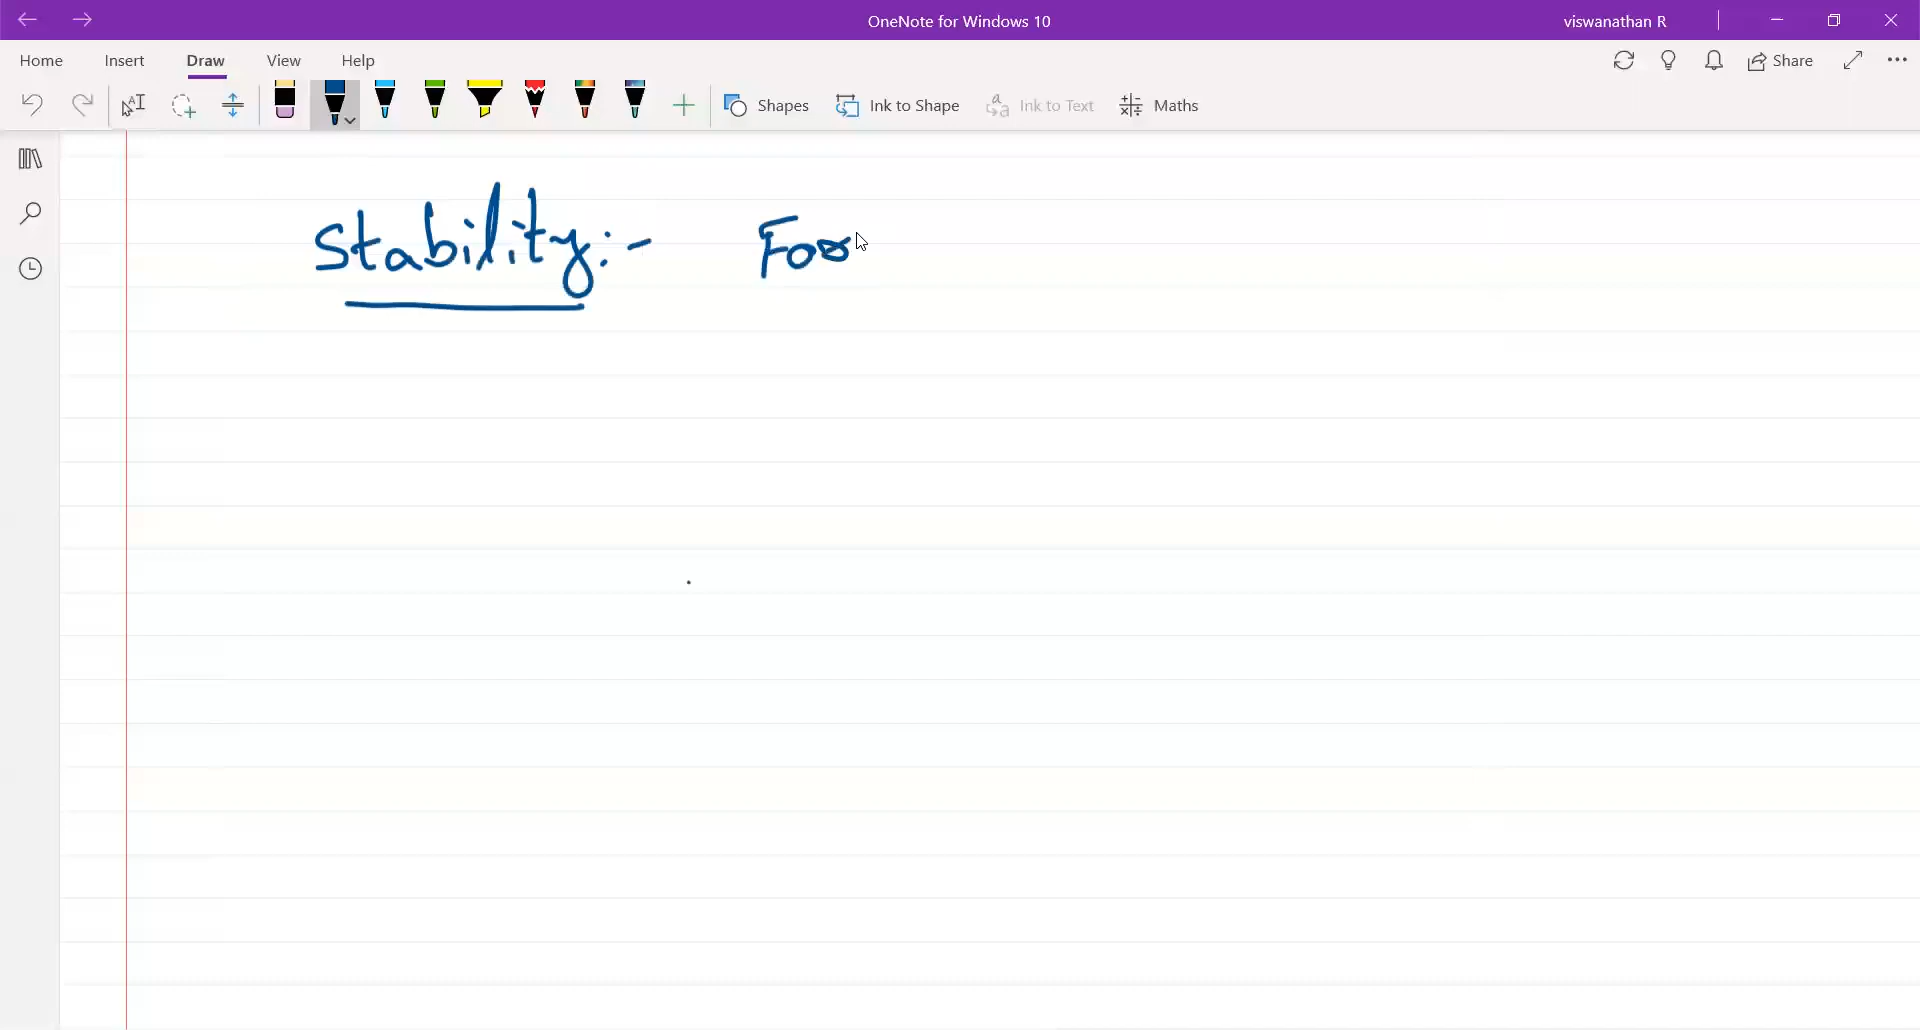 OneNote for Windows 10
viswanathan R
Home Insert Draw View Help
Share
Shapes Ink to Shape Ink to Text Maths
Stability:- For